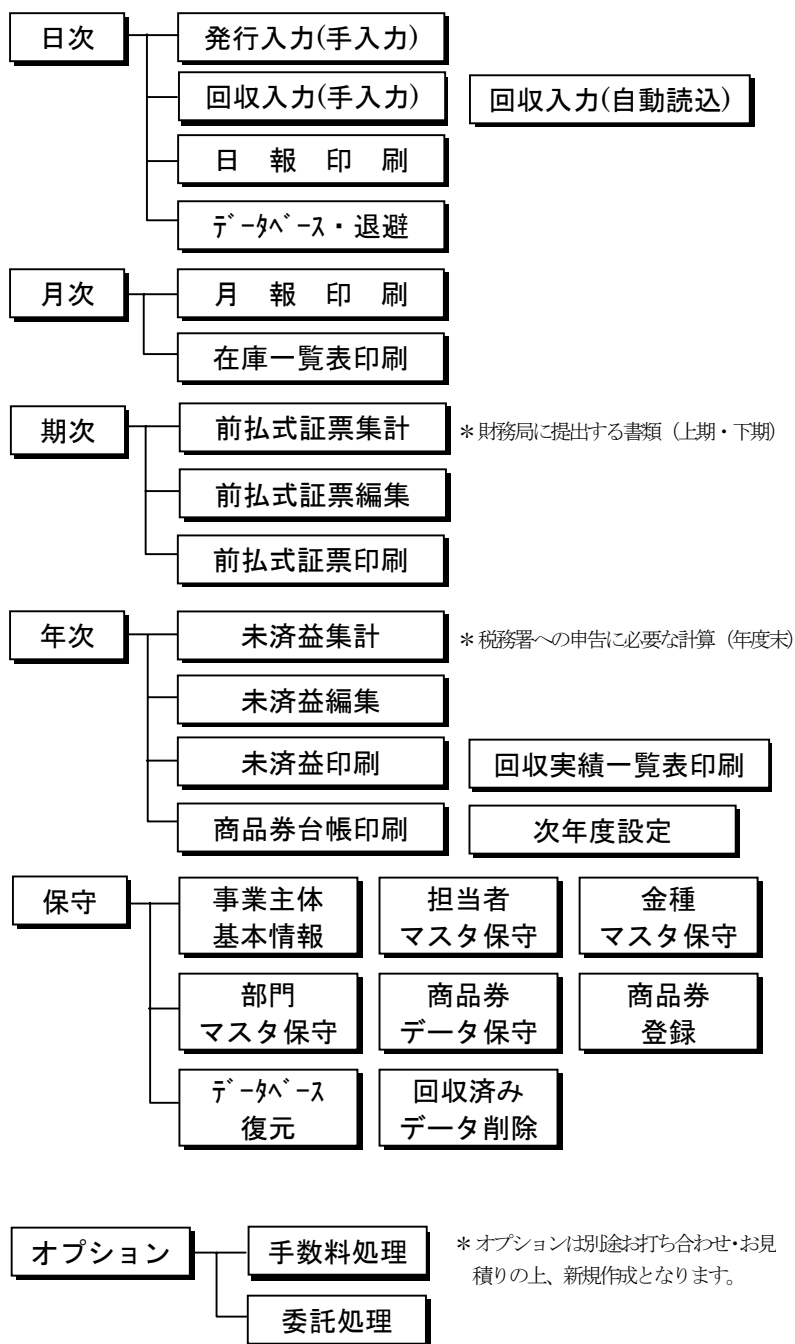 日次
発行入力(手入力)
回収入力(手入力)
回収入力(自動読込)
日 報 印 刷
ﾃﾞｰﾀﾍﾞｰｽ・退避
月次
月 報 印 刷
在庫一覧表印刷
期次
前払式証票集計
＊財務局に提出する書類（上期・下期）
前払式証票編集
前払式証票印刷
年次
未済益集計
＊税務署への申告に必要な計算（年度末）
未済益編集
未済益印刷
回収実績一覧表印刷
商品券台帳印刷
次年度設定
保守
事業主体
基本情報
担当者
マスタ保守
金種
マスタ保守
部門
マスタ保守
商品券
データ保守
商品券
登録
ﾃﾞｰﾀﾍﾞｰｽ
復元
回収済み
データ削除
オプション
手数料処理
＊オプションは別途お打ち合わせ・お見
積りの上、新規作成となります。
委託処理